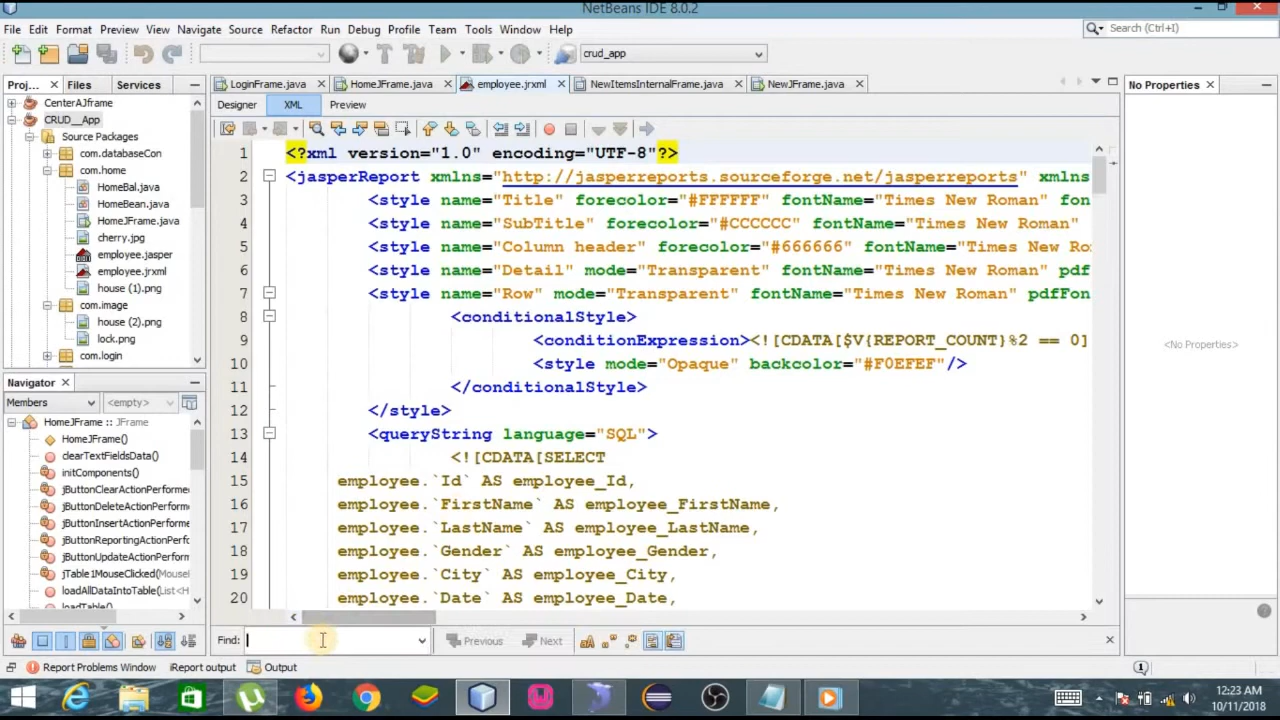 NetBeans IDE 8.0.2
File Edit Format Preview View Navigate Source Refactor Run Debug Profile Team Tools Window Help
Search (Ctrl+I)
crud_app
Proj... Files Services
LoginFrame.java HomeJFrame.java employee.jrxml NewItemsInternalFrame.java NewJFrame.java
No Properties
Designer XML Preview
CenterAJframe
CRUD__App
Source Packages
com.databaseCon
com.home
HomeBal.java
HomeBean.java
HomeJFrame.java
cherry.jpg
employee.jasper
employee.jrxml
house (1).png
com.image
house (2).png
lock.png
com.login
Navigator
Members
<empty>
HomeJFrame :: JFrame
HomeJFrame()
clearTextFieldsData()
initComponents()
jButtonClearActionPerforme
jButtonDeleteActionPerform
jButtonInsertActionPerform
jButtonReportingActionPerf
jButtonUpdateActionPerform
jTable1MouseClicked(Mouse
loadAllDataIntoTable(List<H
loadTable()
1 <?xml version="1.0" encoding="UTF-8"?>
2 <jasperReport xmlns="http://jasperreports.sourceforge.net/jasperreports" xmlns
3 <style name="Title" forecolor="#FFFFFF" fontName="Times New Roman" fon
4 <style name="SubTitle" forecolor="#CCCCCC" fontName="Times New Roman"
5 <style name="Column header" forecolor="#666666" fontName="Times New Ro
6 <style name="Detail" mode="Transparent" fontName="Times New Roman" pd
7 <style name="Row" mode="Transparent" fontName="Times New Roman" pdfFon
8 <conditionalStyle>
9 <conditionExpression><![CDATA[$V{REPORT_COUNT}%2 == 0]
10 <style mode="Opaque" backcolor="#F0EFEF"/>
11 </conditionalStyle>
12 </style>
13 <queryString language="SQL">
14 <![CDATA[SELECT
15 employee.`Id` AS employee_Id,
16 employee.`FirstName` AS employee_FirstName,
17 employee.`LastName` AS employee_LastName,
18 employee.`Gender` AS employee_Gender,
19 employee.`City` AS employee_City,
20 employee.`Date` AS employee_Date,
<No Properties>
Find: Previous Next
Report Problems Window iReport output Output
12:23 AM
10/11/2018